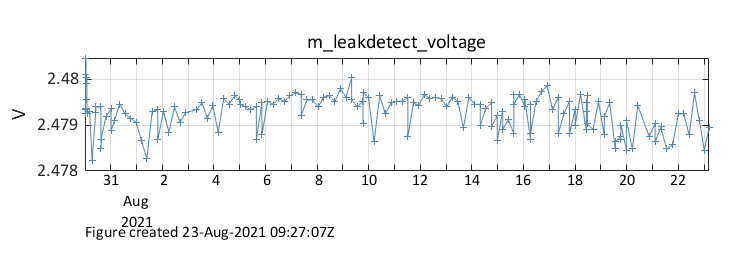 m_leakdetect_voltage
2.48
2.479
2.478
V
31 2 4 6 8 10 12 14 16 18 20 22
Aug
2021
Figure created 23-Aug-2021 09:27:07Z